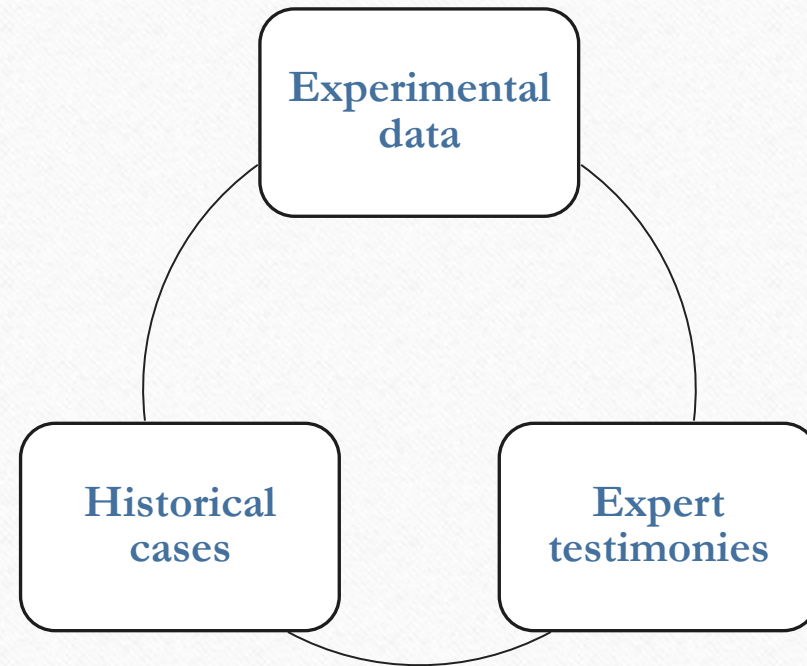 Experimental
data
Historical
cases
Expert
testimonies